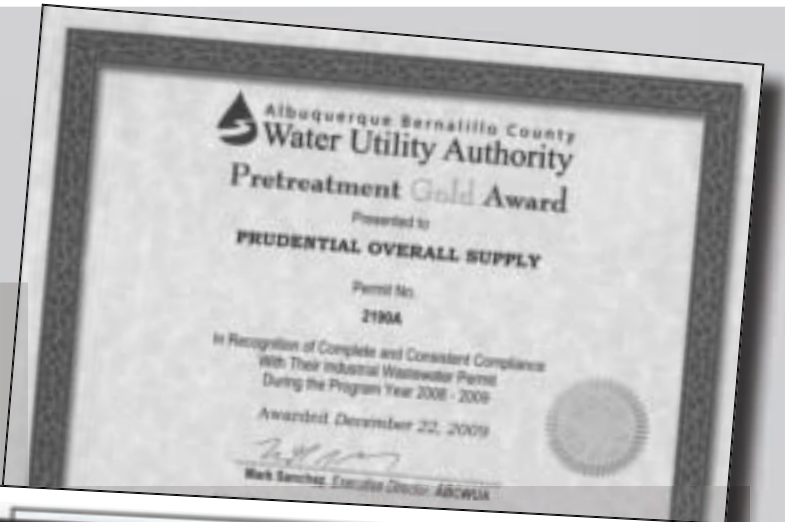 Albuquerque Bernalillo County
Water Utility Authority
Pretreatment Gold Award
Presented to
PRUDENTIAL OVERALL SUPPLY
Permit No.
2190A
In Recognition of Complete and Consistent Compliance
With Their Industrial Wastewater Permit
During the Program Year 2008 - 2009
Awarded December 22, 2009
Mark Sanchez, Executive Director, ABCWUA